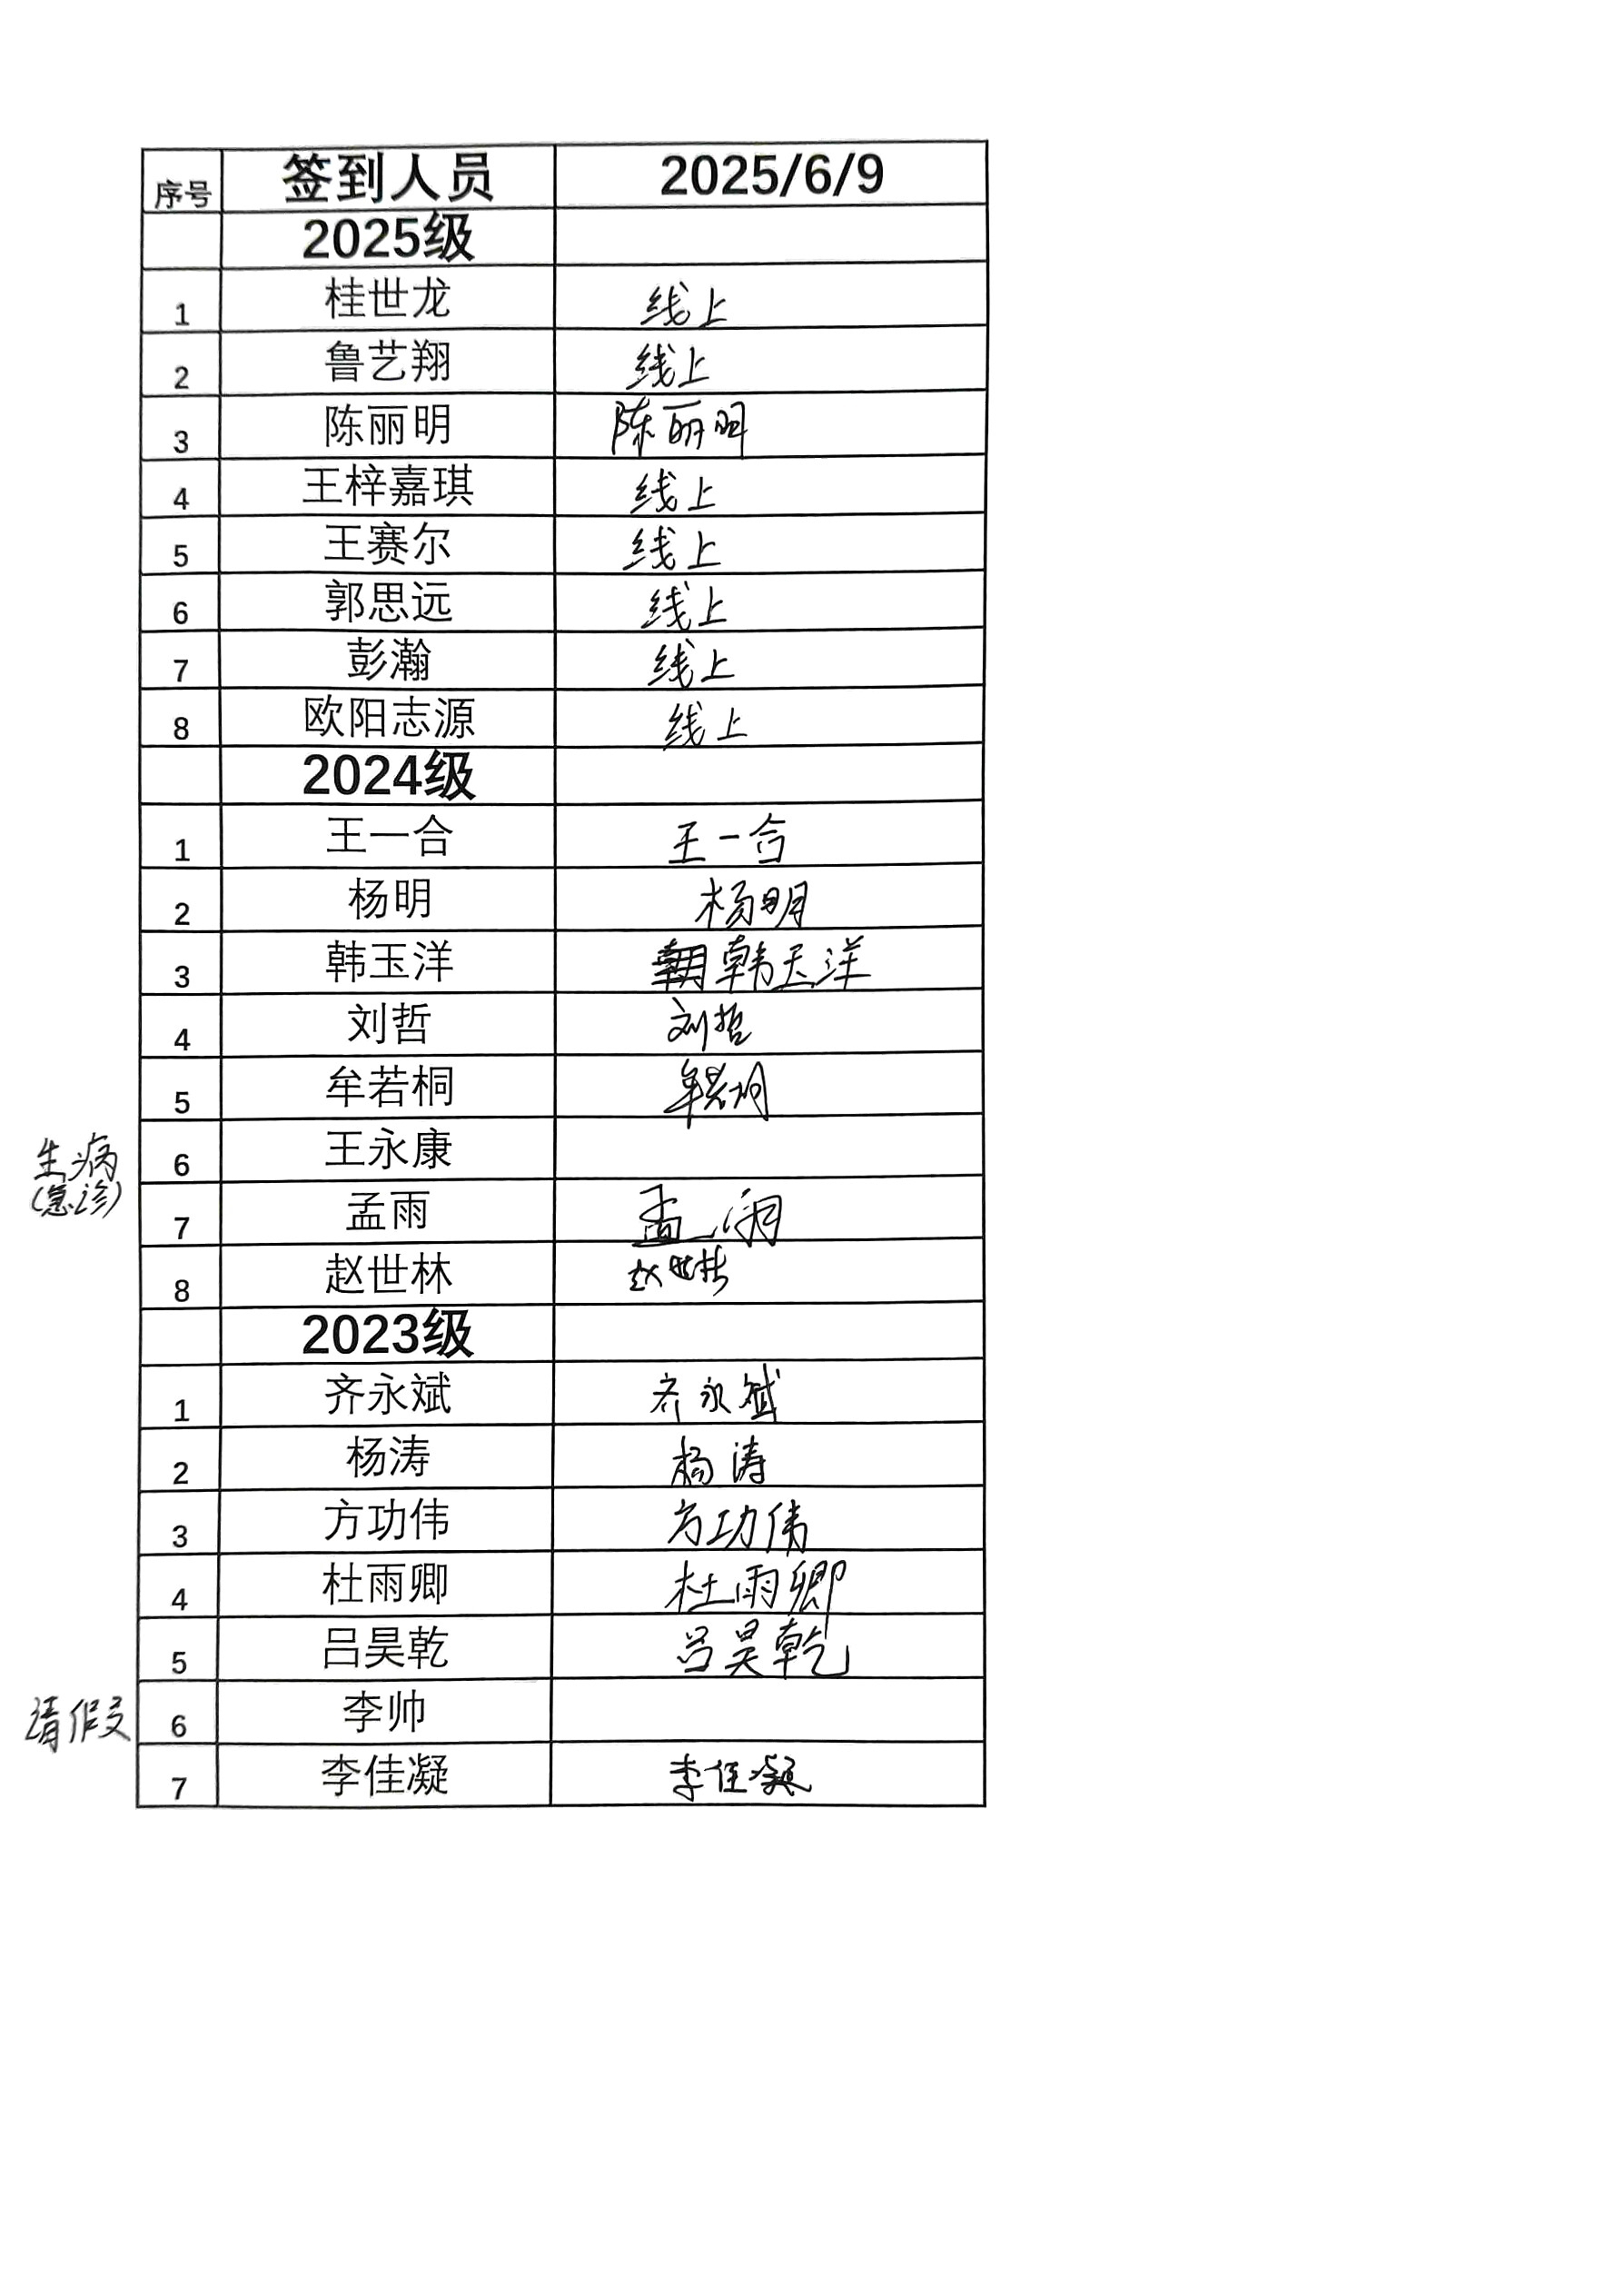 序号 签到人员 2025/6/9
2025级
1 桂世龙 线上
2 鲁艺翔 线上
3 陈丽明 陈丽明
4 王梓嘉琪 线上
5 王赛尔 线上
6 郭思远 线上
7 彭瀚 线上
8 欧阳志源 线上
2024级
1 王一合 王一合
2 杨明 杨明
3 韩玉洋 韩玉洋
4 刘哲 刘哲
5 牟若桐 牟若桐
生病 6 王永康
(急诊)
7 孟雨 孟雨
8 赵世林 赵世林
2023级
1 齐永斌 齐永斌
2 杨涛 杨涛
3 方功伟 方功伟
4 杜雨卿 杜雨卿
5 吕昊乾 吕昊乾
请假 6 李帅
7 李佳凝 李佳凝